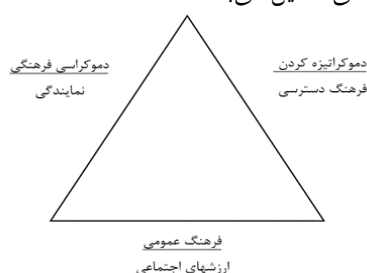 دموکراتیزه کردن
فرهنگ دسترسی
دموکراسی فرهنگی
نمایندگی
فرهنگ عمومی
ارزشهای اجتماعی